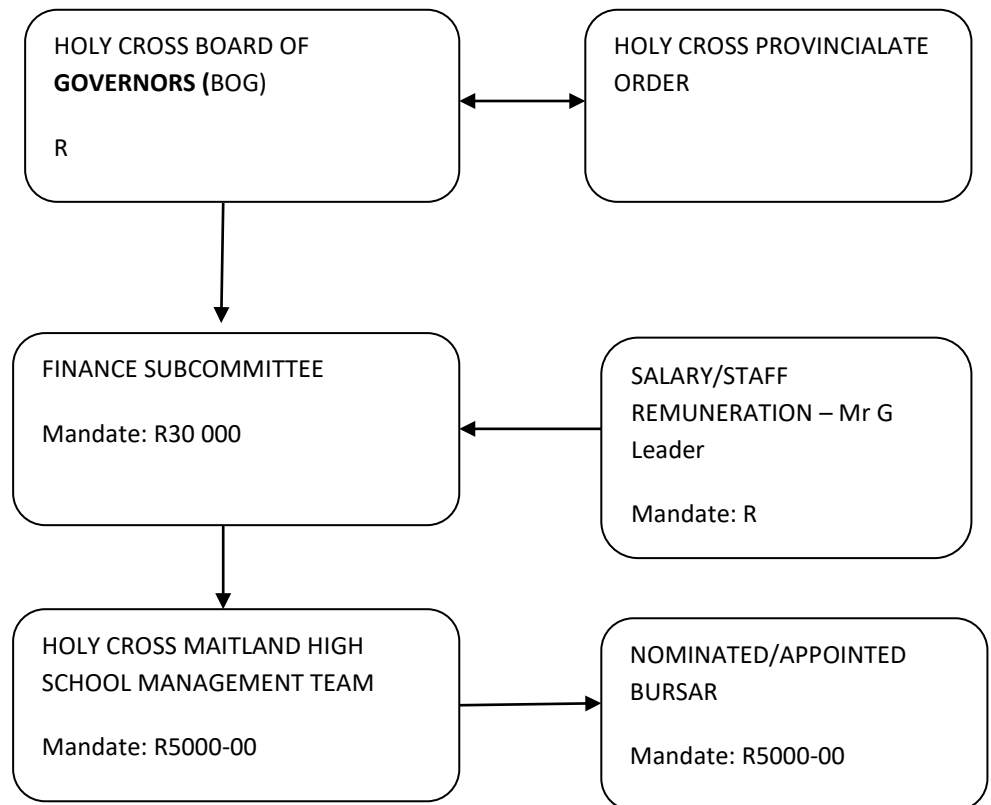 HOLY CROSS BOARD OF
GOVERNORS (BOG)
R
HOLY CROSS PROVINCIALATE
ORDER
FINANCE SUBCOMMITTEE
Mandate: R30 000
SALARY/STAFF
REMUNERATION – Mr G
Leader
Mandate: R
HOLY CROSS MAITLAND HIGH
SCHOOL MANAGEMENT TEAM
Mandate: R5000-00
NOMINATED/APPOINTED
BURSAR
Mandate: R5000-00